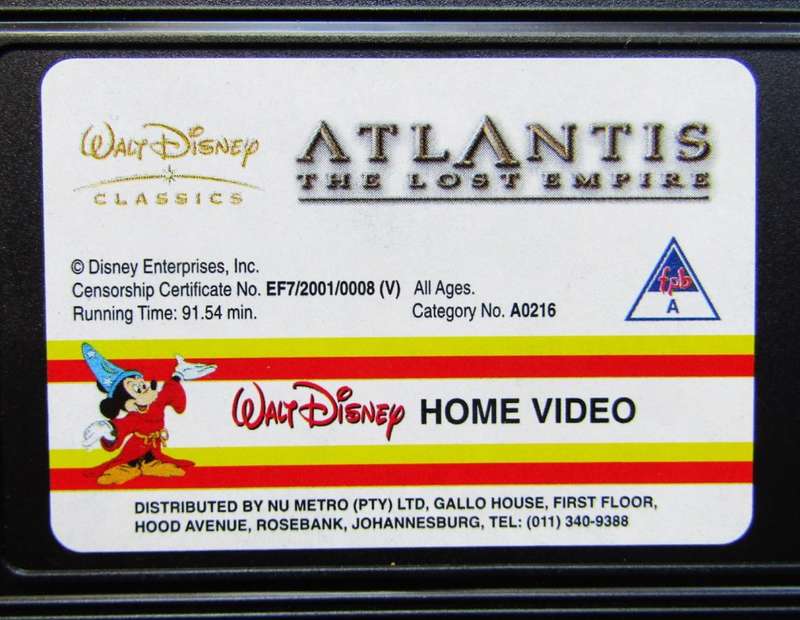 WALT DISNEY
CLASSICS
ATLANTIS
THE LOST EMPIRE
© Disney Enterprises, Inc.
Censorship Certificate No. EF7/2001/0008 (V) All Ages.
Running Time: 91.54 min. Category No. A0216
fpb
A
WALT DISNEY HOME VIDEO
DISTRIBUTED BY NU METRO (PTY) LTD, GALLO HOUSE, FIRST FLOOR,
HOOD AVENUE, ROSEBANK, JOHANNESBURG, TEL: (011) 340-9388